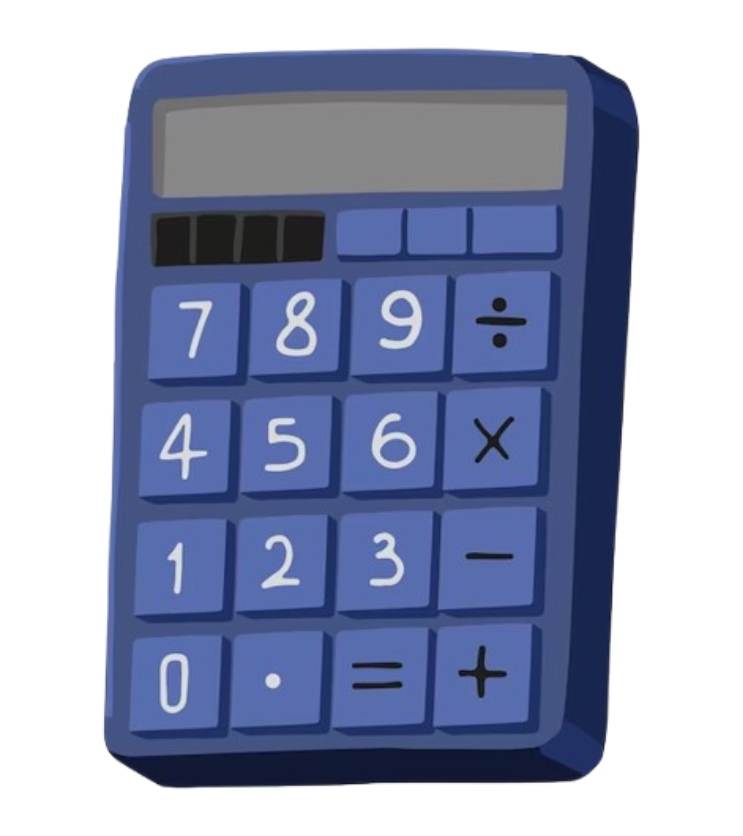 7 8 9 ÷
4 5 6 ×
1 2 3 −
0 . = +